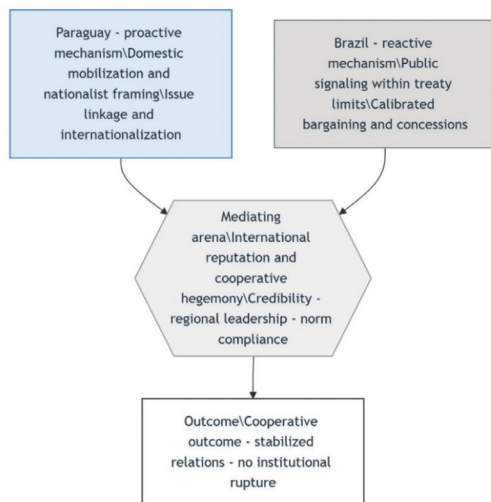 Paraguay - proactive
mechanism\Domestic
mobilization and
nationalist framing\Issue
linkage and
internationalization
Brazil - reactive
mechanism\Public
signaling within treaty
limits\Calibrated
bargaining and concessions
Mediating
arena\International
reputation and
cooperative
hegemony\Credibility -
regional leadership - norm
compliance
Outcome\Cooperative
outcome - stabilized
relations - no institutional
rupture